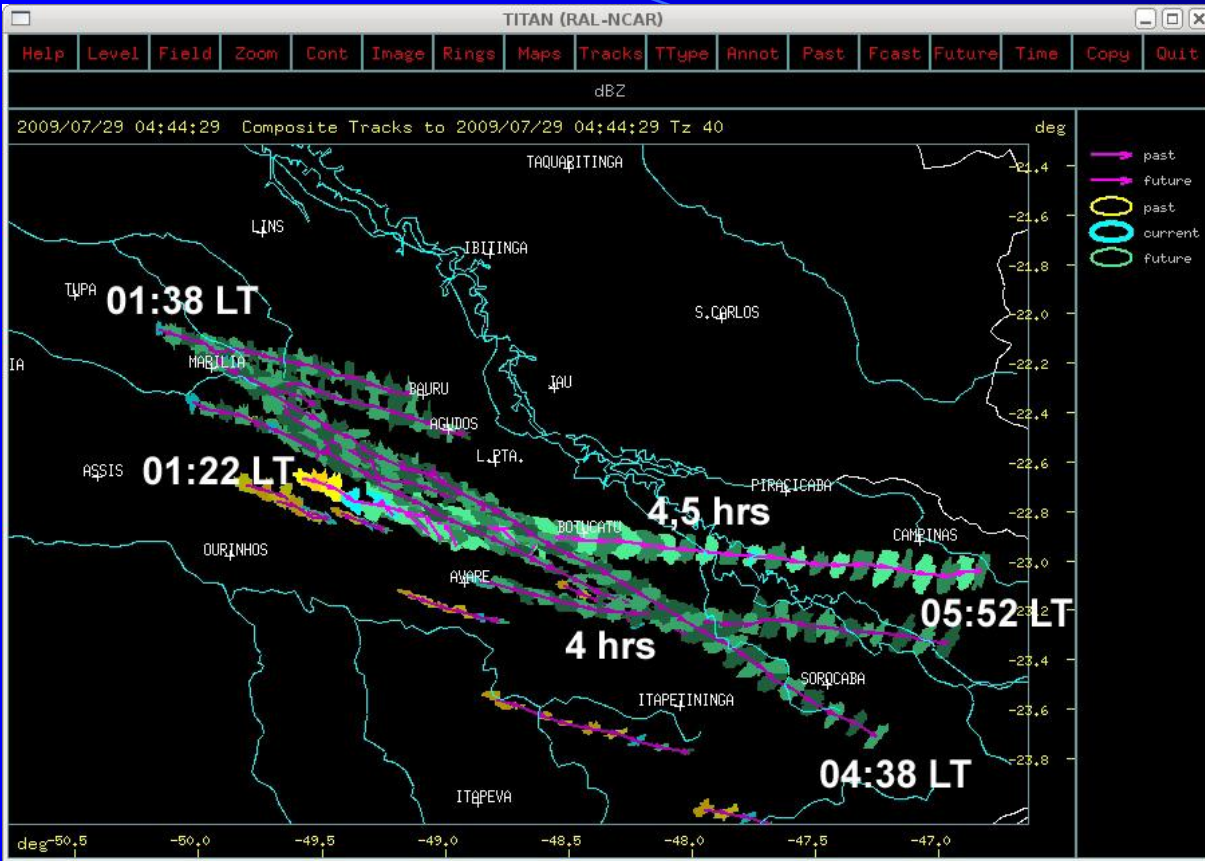 TITAN (RAL-NCAR)
Help Level Field Zoom Cont Image Rings Maps Tracks TType Annot Past Fcast Future Time Copy Quit
dBZ
2009/07/29 04:44:29 Composite Tracks to 2009/07/29 04:44:29 Tz 40 deg
past
future
past
current
future
TAQUARITINGA
-21.4
-21.6
LINS
IBITINGA
-21.8
TUPA
01:38 LT
S.CARLOS
-22.0
-22.2
IA
MARILIA
BAURU
JAU
-22.4
AGUDOS
L.PTA.
-22.6
ASSIS
01:22 LT
PIRACICABA
4,5 hrs
-22.8
BOTUCATU
CAMPINAS
OURINHOS
-23.0
AVARE
-23.2
05:52 LT
4 hrs
-23.4
SOROCABA
ITAPETININGA
-23.6
-23.8
04:38 LT
ITAPEVA
deg -50.5 -50.0 -49.5 -49.0 -48.5 -48.0 -47.5 -47.0